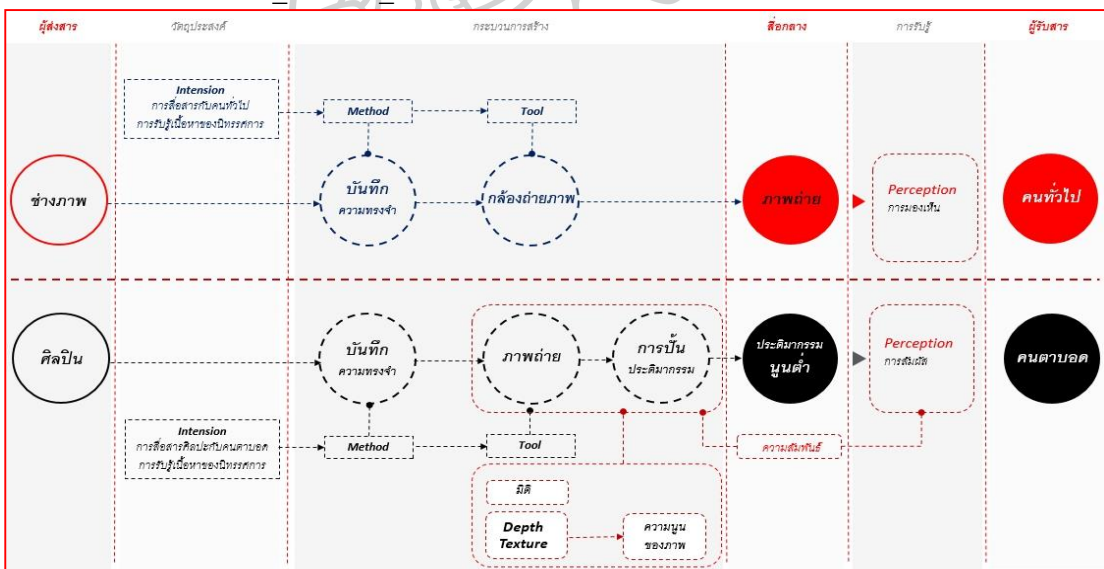 ผู้ส่งสาร วัตถุประสงค์ กระบวนการสร้าง สื่อกลาง การรับรู้ ผู้รับสาร
Intension
การสื่อสารกับคนทั่วไป
การรับรู้เนื้อหาของนิทรรศการ
Method
Tool
ช่างภาพ
บันทึก
ความทรงจำ
กล้องถ่ายภาพ
ภาพถ่าย
Perception
การมองเห็น
คนทั่วไป
ศิลปิน
บันทึก
ความทรงจำ
ภาพถ่าย
การปั้น
ประติมากรรม
ประติมากรรม
นูนต่ำ
Perception
การสัมผัส
คนตาบอด
Intension
การสื่อสารศิลปะกับคนตาบอด
การรับรู้เนื้อหาของนิทรรศการ
Method
Tool
ความสัมพันธ์
มิติ
Depth
Texture
ความนูน
ของภาพ